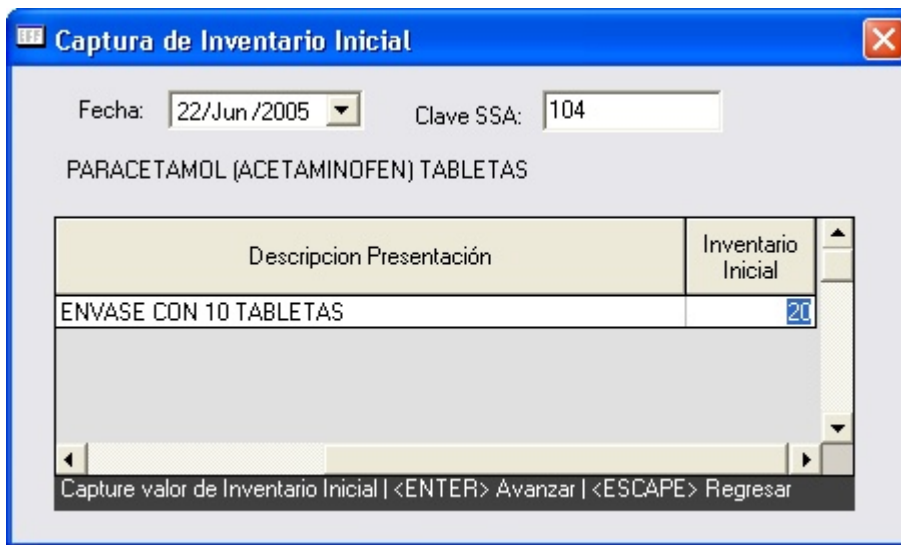 Captura de Inventario Inicial
Fecha: 22/Jun/2005 Clave SSA: 104
PARACETAMOL (ACETAMINOFEN) TABLETAS
Descripcion Presentación Inventario Inicial
ENVASE CON 10 TABLETAS 20
Capture valor de Inventario Inicial | <ENTER> Avanzar | <ESCAPE> Regresar